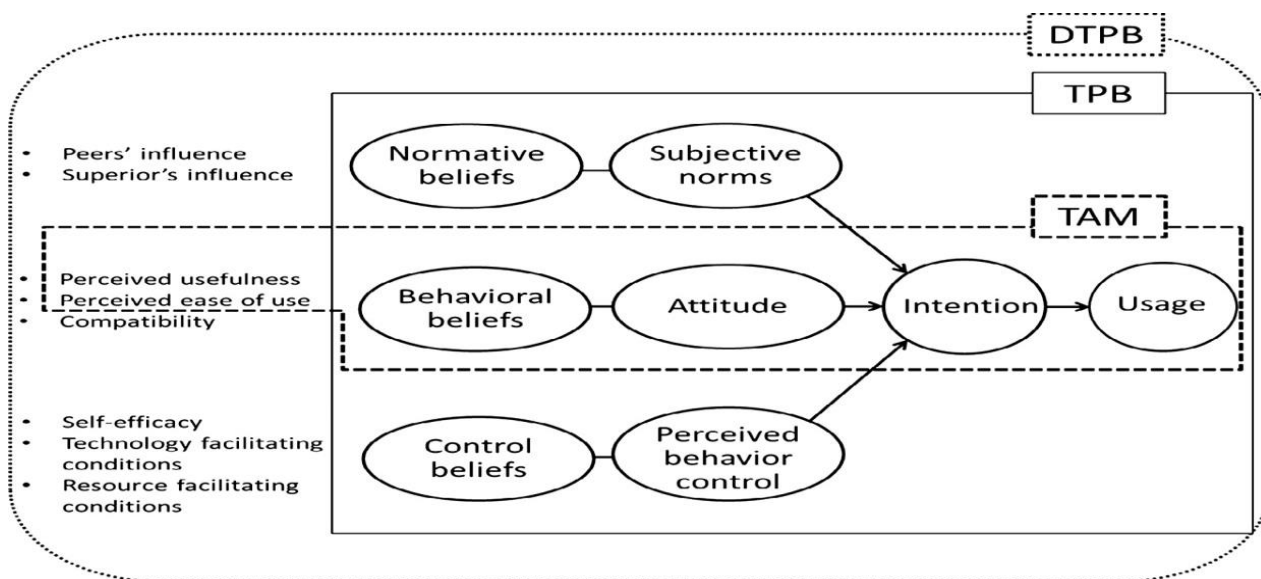 DTPB
TPB
• Peers' influence
• Superior's influence
Normative
beliefs
Subjective
norms
TAM
• Perceived usefulness
• Perceived ease of use
• Compatibility
Behavioral
beliefs
Attitude
Intention
Usage
• Self-efficacy
• Technology facilitating
conditions
• Resource facilitating
conditions
Control
beliefs
Perceived
behavior
control